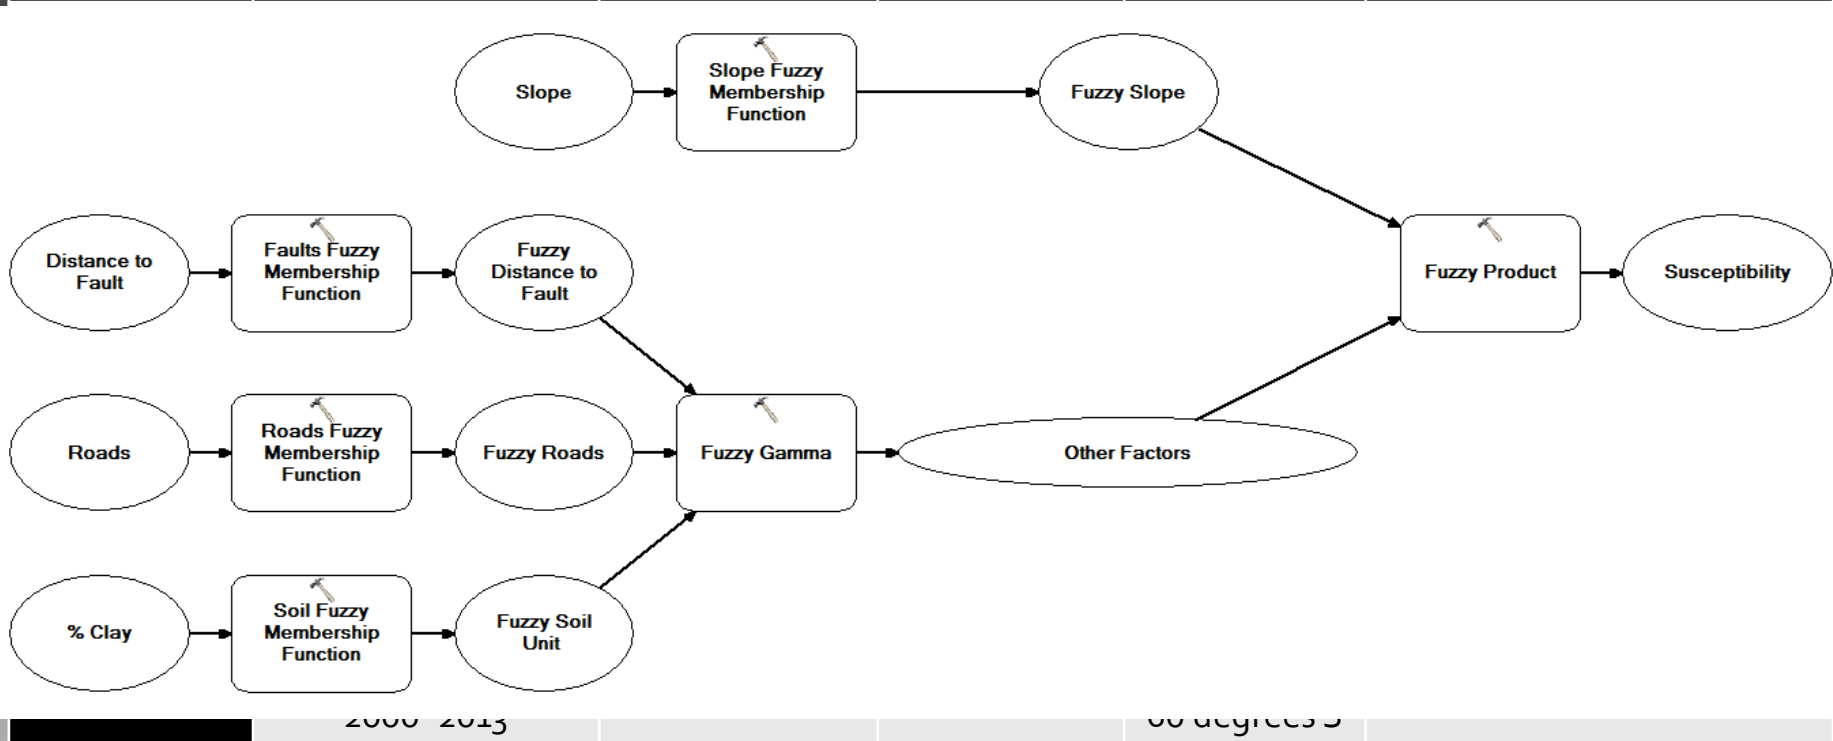 Slope
Slope Fuzzy
Membership
Function
Fuzzy Slope
Distance to
Fault
Faults Fuzzy
Membership
Function
Fuzzy
Distance to
Fault
Fuzzy Product
Susceptibility
Roads
Roads Fuzzy
Membership
Function
Fuzzy Roads
Fuzzy Gamma
Other Factors
% Clay
Soil Fuzzy
Membership
Function
Fuzzy Soil
Unit
2013
degrees